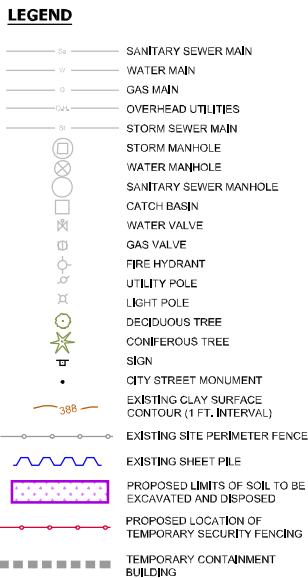 LEGEND
Sa SANITARY SEWER MAIN
W WATER MAIN
G GAS MAIN
O.H. OVERHEAD UTILITIES
St STORM SEWER MAIN
STORM MANHOLE
WATER MANHOLE
SANITARY SEWER MANHOLE
CATCH BASIN
WATER VALVE
GAS VALVE
FIRE HYDRANT
UTILITY POLE
LIGHT POLE
DECIDUOUS TREE
CONIFEROUS TREE
SIGN
CITY STREET MONUMENT
EXISTING CLAY SURFACE
388 CONTOUR (1 FT. INTERVAL)
EXISTING SITE PERIMETER FENCE
EXISTING SHEET PILE
PROPOSED LIMITS OF SOIL TO BE
EXCAVATED AND DISPOSED
PROPOSED LOCATION OF
TEMPORARY SECURITY FENCING
TEMPORARY CONTAINMENT
BUILDING